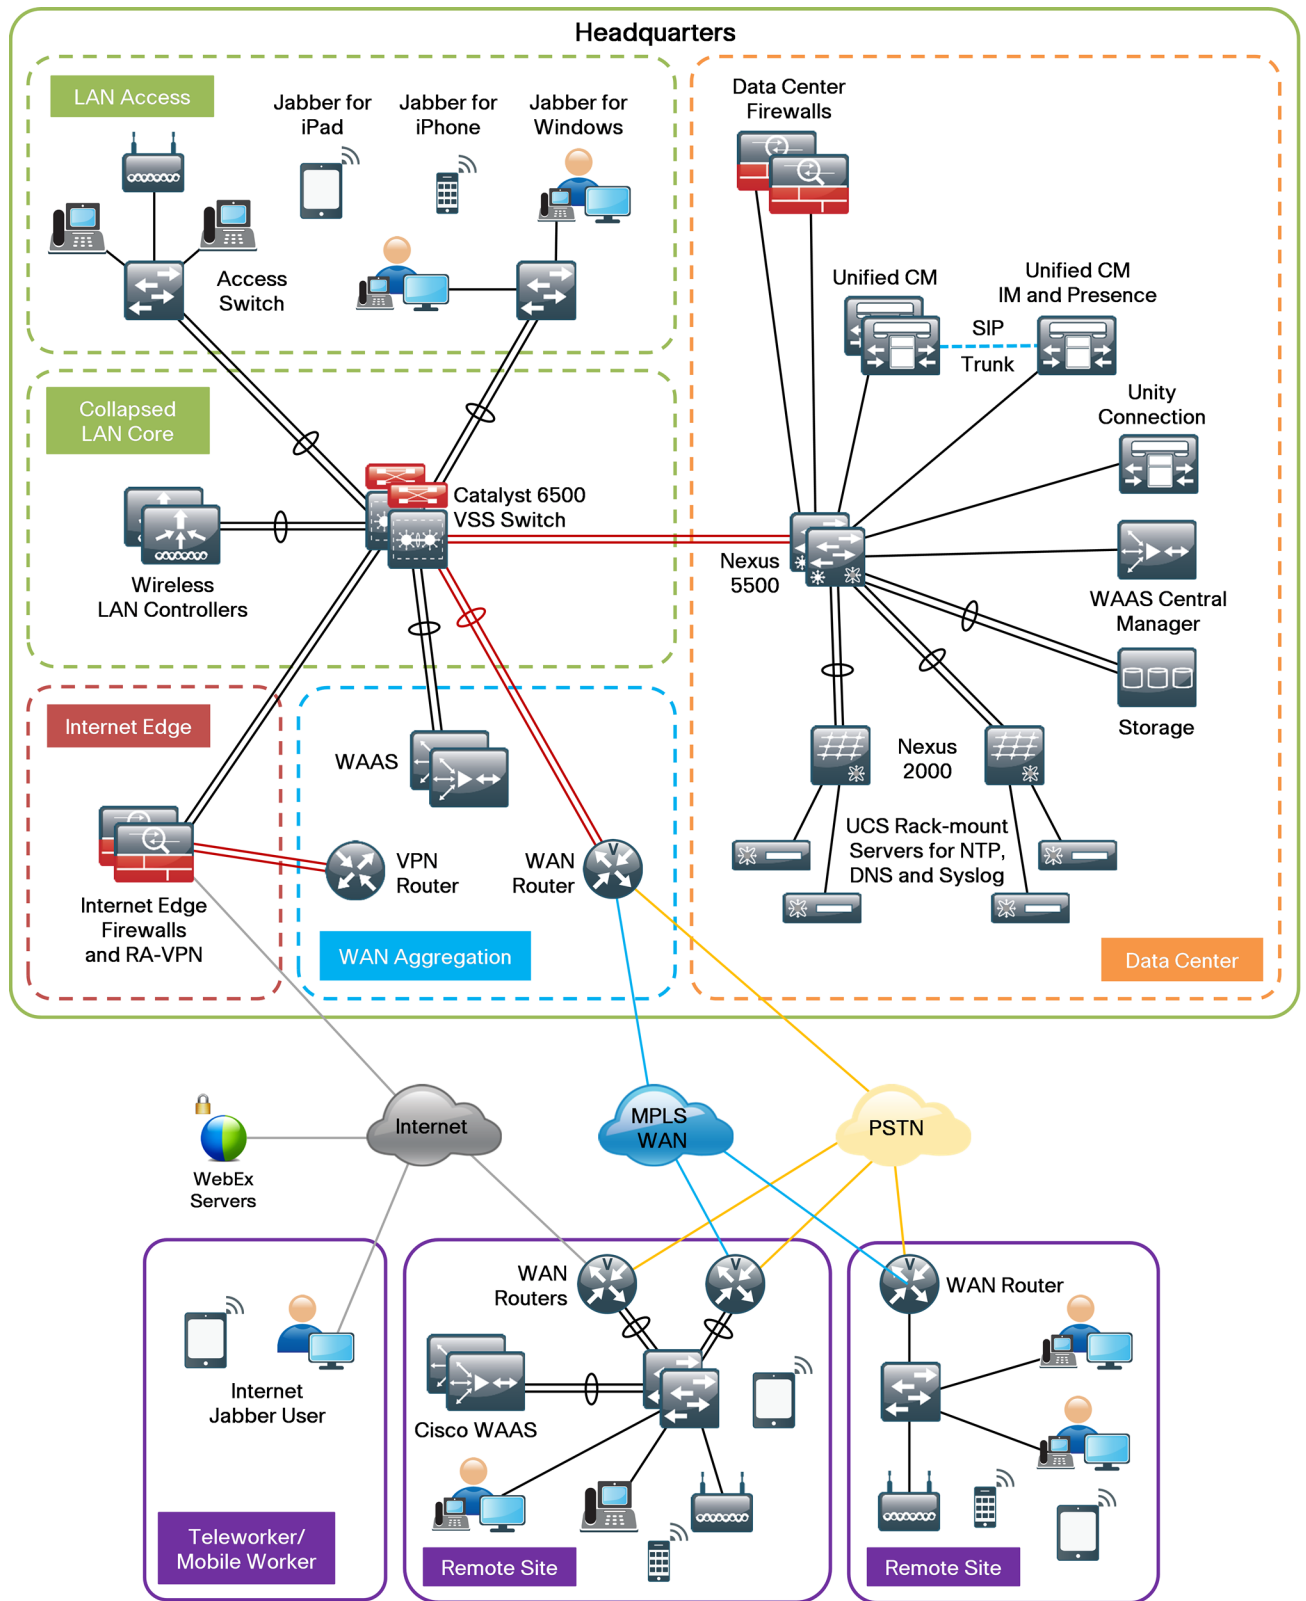 Headquarters
LAN Access
Jabber for
iPad
Jabber for
iPhone
Jabber for
Windows
Access
Switch
Data Center
Firewalls
Unified CM
Unified CM
IM and Presence
SIP
Trunk
Unity
Connection
Collapsed
LAN Core
Catalyst 6500
VSS Switch
Wireless
LAN Controllers
Nexus
5500
WAAS Central
Manager
Storage
Internet Edge
WAAS
Nexus
2000
UCS Rack-mount
Servers for NTP,
DNS and Syslog
VPN
Router
WAN
Router
V
Internet Edge
Firewalls
and RA-VPN
WAN Aggregation
Data Center
Internet
MPLS
WAN
PSTN
WebEx
Servers
WAN
Routers
V
V
V
WAN Router
Internet
Jabber User
Cisco WAAS
Teleworker/
Mobile Worker
Remote Site
Remote Site